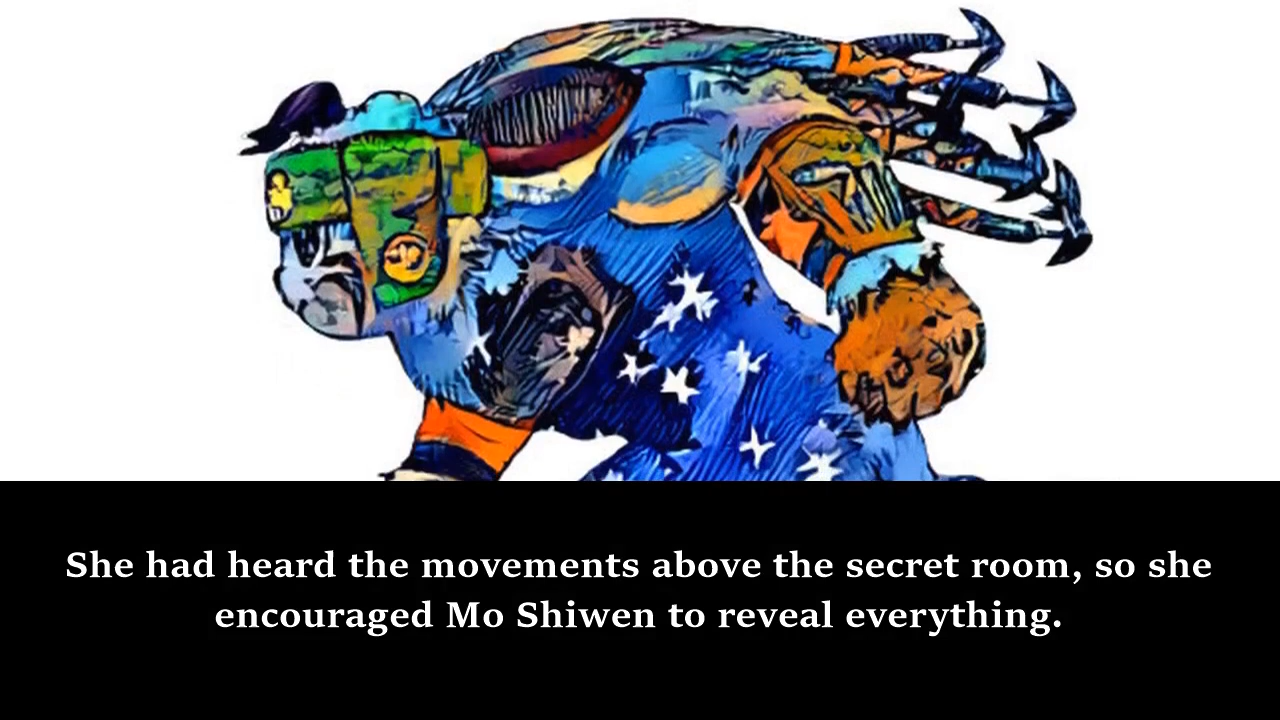 She had heard the movements above the secret room, so she
encouraged Mo Shiwen to reveal everything.